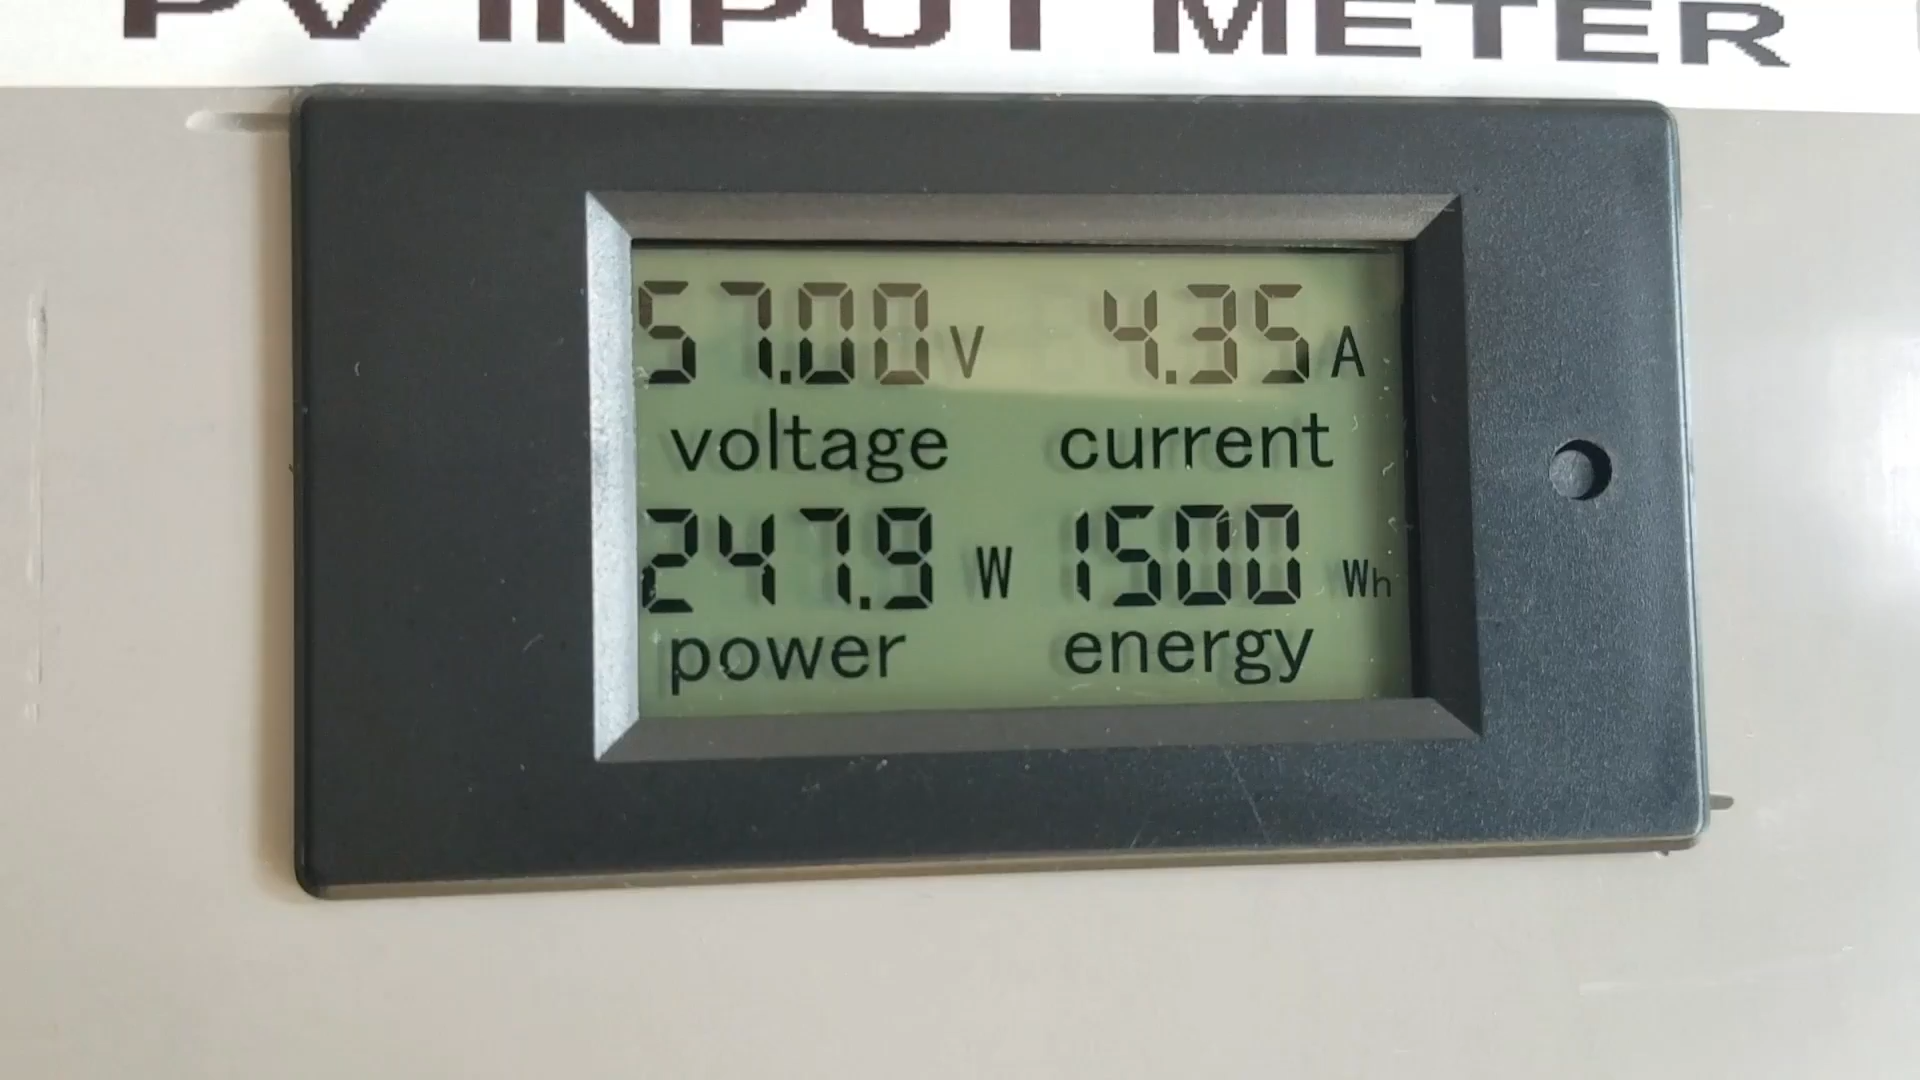 PV INPUT METER
57.00 V 4.35 A
voltage current
247.9 W 1500 Wh
power energy